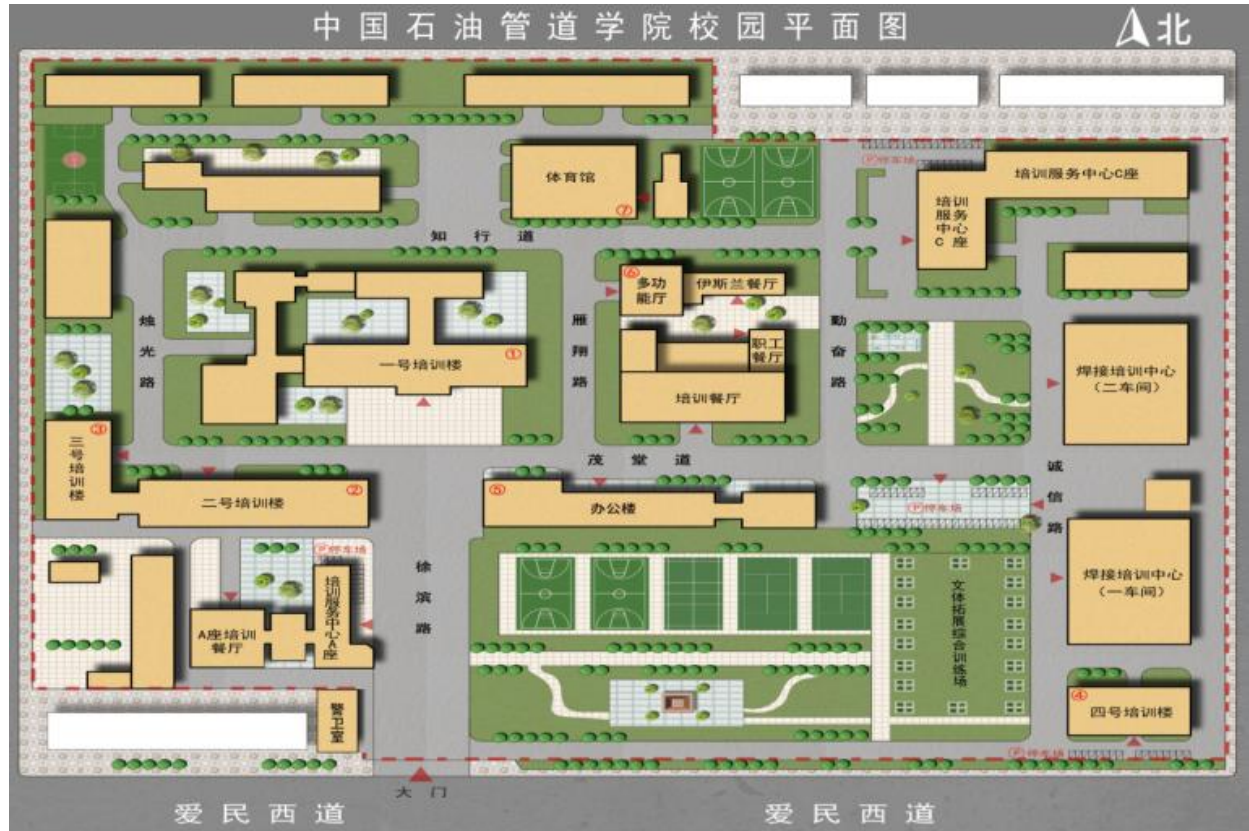 中国石油管道学院校园平面图
北
P停车场
培训服务中心C座
体育馆
⑦
培训
服务
中心
C 座
知行道
⑥
多功
能厅
伊斯兰餐厅
烛光路
雁翔路
勤奋路
职工
餐厅
一号培训楼
①
焊接培训中心
（二车间）
培训餐厅
③
三号培训楼
茂堂道
诚信路
二号培训楼
②
⑤
办公楼
P停车场
P停车场
徐滨路
焊接培训中心
（一车间）
培训服务中心A座
文体拓展综合训练场
A座培训
餐厅
④
四号培训楼
警卫室
P停车场
大门
爱民西道
爱民西道